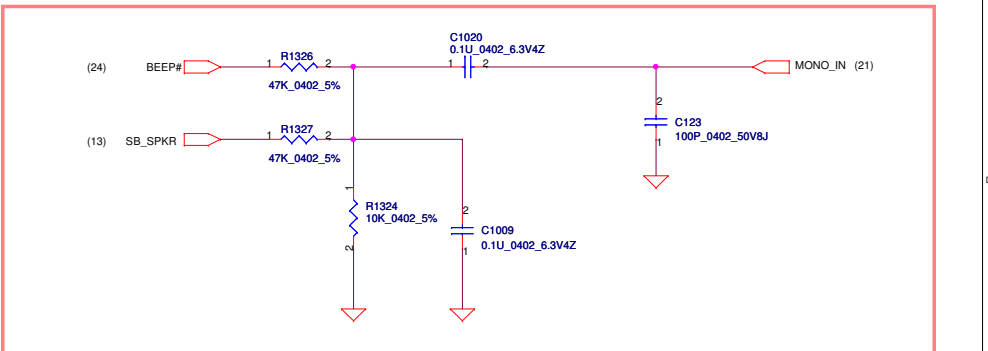 C1020
0.1U_0402_6.3V4Z
(24) BEEP# 1 R1326 2 1 2 MONO_IN (21)
47K_0402_5%
2
C123
100P_0402_50V8J
1
(13) SB_SPKR 1 R1327 2
47K_0402_5%
1
R1324
10K_0402_5%
2
2
C1009
0.1U_0402_6.3V4Z
1